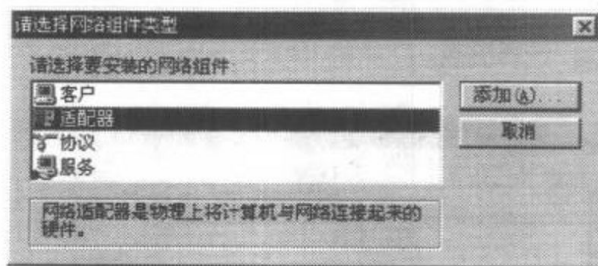 请选择网络组件类型
请选择要安装的网络组件
客户
添加(A)...
适配器
取消
协议
服务
网络适配器是物理上将计算机与网络连接起来的
硬件。